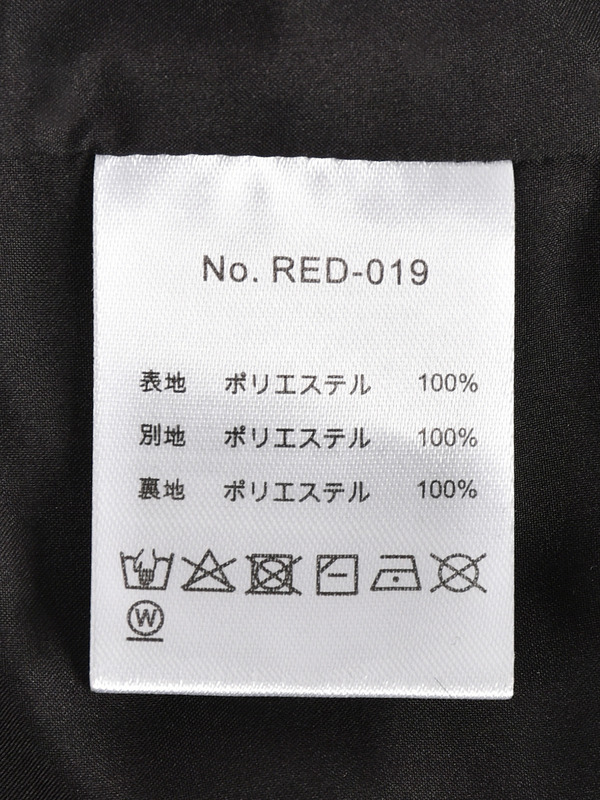 No. RED-019
表地 ポリエステル 100%
別地 ポリエステル 100%
裏地 ポリエステル 100%
W